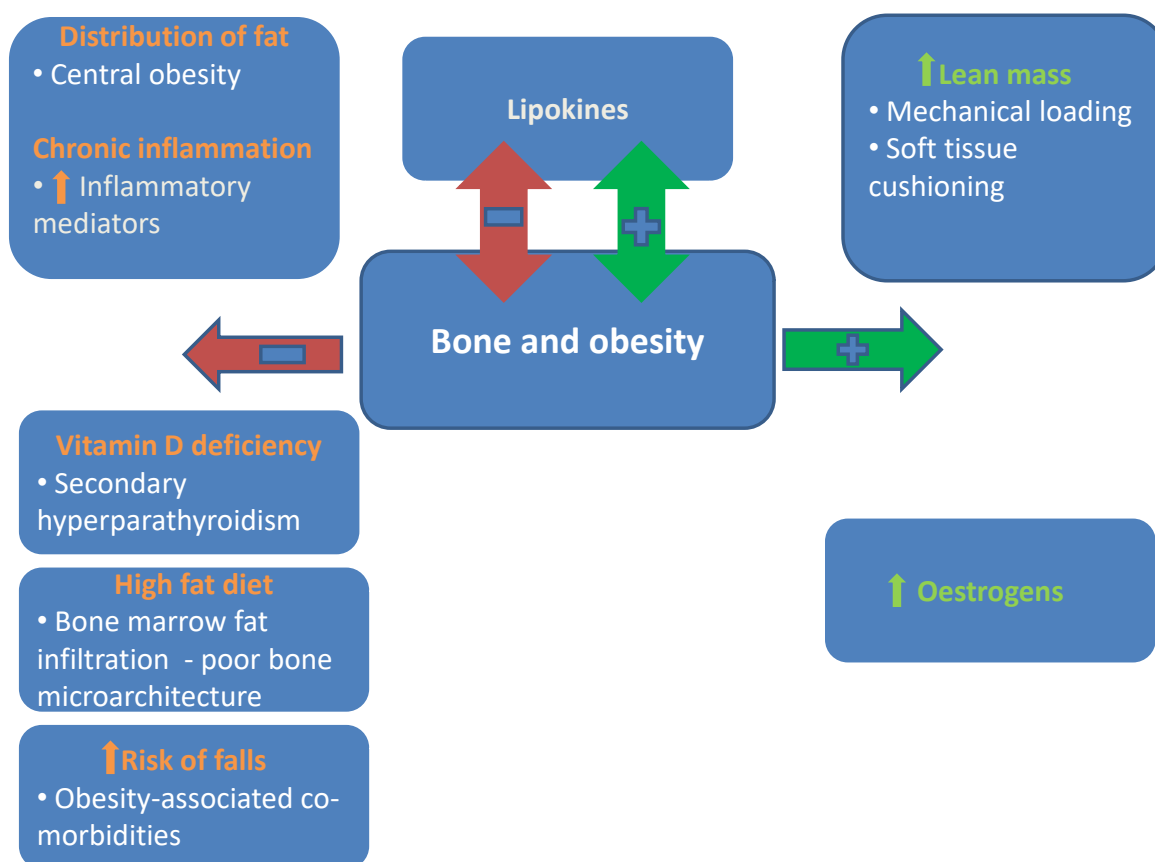 Distribution of fat
• Central obesity
Chronic inflammation
• ⬆ Inflammatory
mediators
Lipokines
⬆Lean mass
• Mechanical loading
• Soft tissue
cushioning
Bone and obesity
Vitamin D deficiency
• Secondary
hyperparathyroidism
High fat diet
• Bone marrow fat
infiltration - poor bone
microarchitecture
⬆Risk of falls
• Obesity-associated co-
morbidities
⬆ Oestrogens